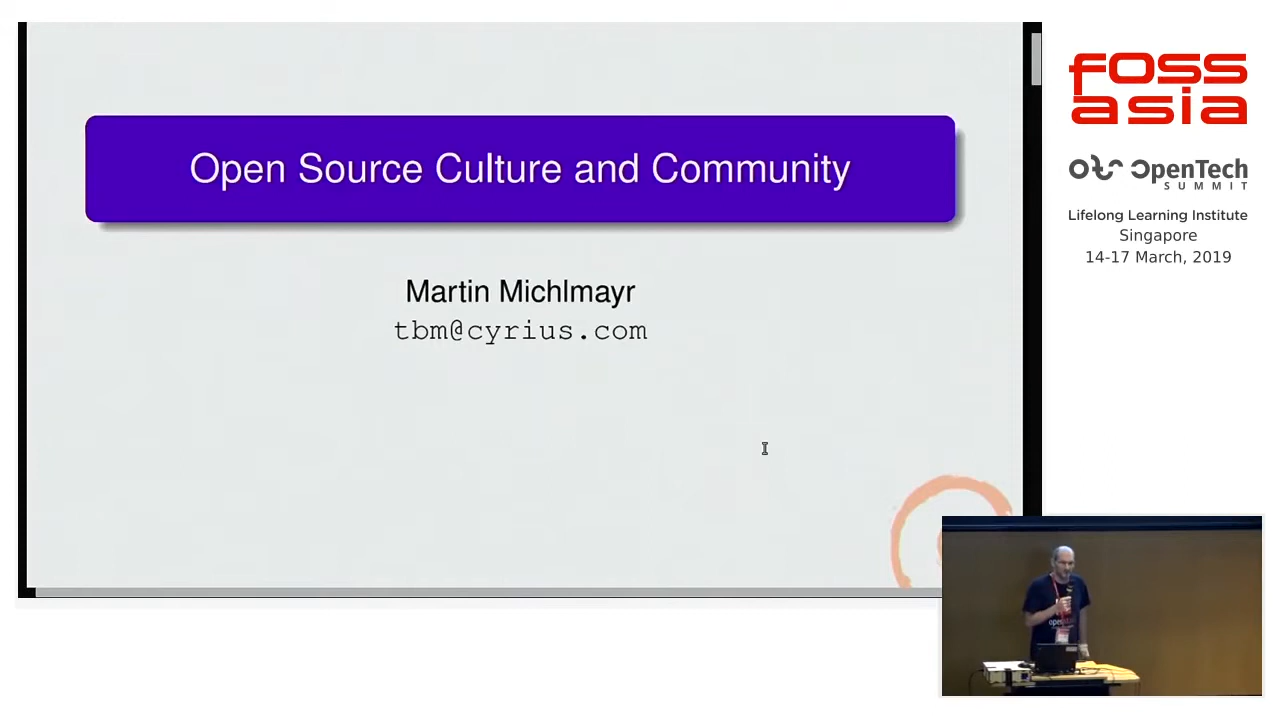 Open Source Culture and Community
Martin Michlmayr
tbm@cyrius.com
fOSS
asia
OpenTech
SUMMIT
Lifelong Learning Institute
Singapore
14-17 March, 2019